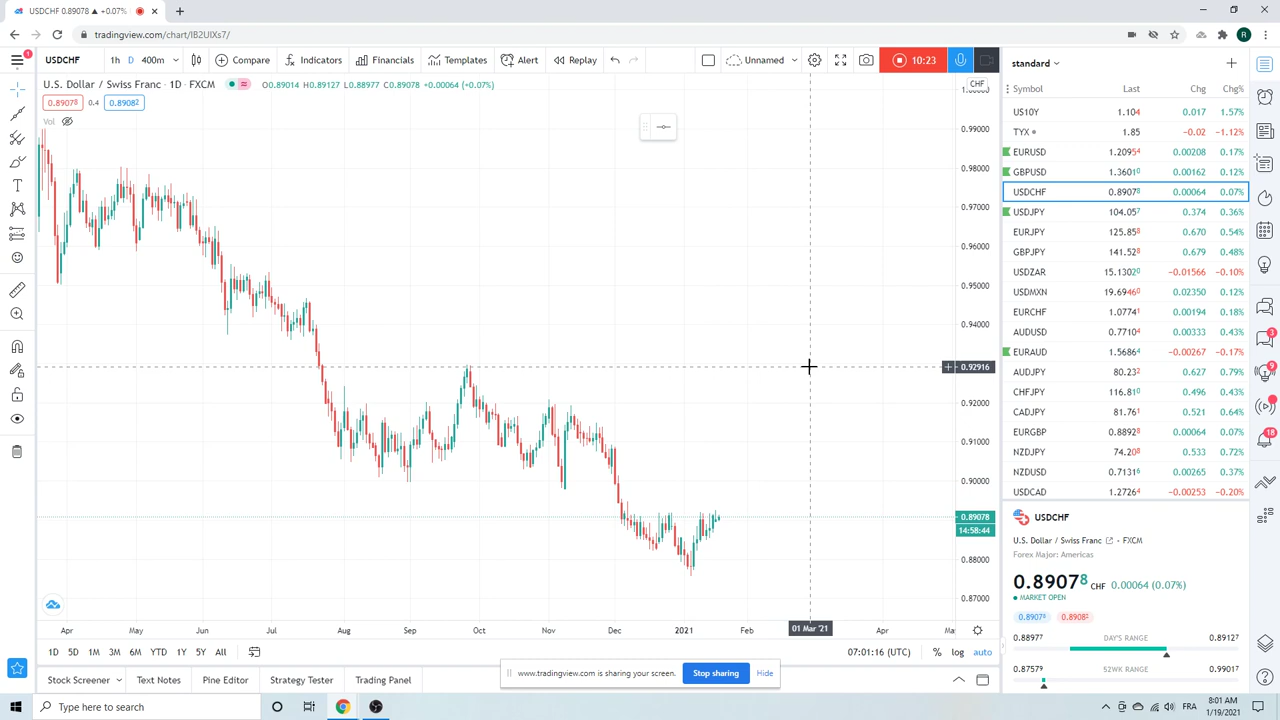 USDCHF 0.89078 ▲ +0.07%
tradingview.com/chart/IB2UIXs7/
R
1
USDCHF
1h
D
400m
Compare
Indicators
Financials
Templates
Alert
Replay
Unnamed
10:23
standard
U.S. Dollar / Swiss Franc · 1D · FXCM
O0.89014 H0.89127 L0.88977 C0.89078 +0.00064 (+0.07%)
CHF
0.89078
0.4
0.89082
Vol
1.00000
0.99000
0.98000
0.97000
0.96000
0.95000
0.94000
0.92916
0.92000
0.91000
0.90000
0.89078
14:58:44
0.88000
0.87000
Apr May Jun Jul Aug Sep Oct Nov Dec 2021 Feb 01 Mar '21 Apr Ma
1D 5D 1M 3M 6M YTD 1Y 5Y All
07:01:16 (UTC)
% log auto
Stock Screener
Text Notes
Pine Editor
Strategy Tester
Trading Panel
www.tradingview.com is sharing your screen.
Stop sharing
Hide
Symbol Last Chg Chg%
US10Y 1.104 0.017 1.57%
TYX 1.85 −0.02 −1.12%
EURUSD 1.20954 0.00208 0.17%
GBPUSD 1.36010 0.00162 0.12%
USDCHF 0.89078 0.00064 0.07%
USDJPY 104.057 0.374 0.36%
EURJPY 125.858 0.670 0.54%
GBPJPY 141.528 0.679 0.48%
USDZAR 15.13020 −0.01566 −0.10%
USDMXN 19.69460 0.02350 0.12%
EURCHF 1.07741 0.00194 0.18%
AUDUSD 0.77104 0.00333 0.43%
EURAUD 1.56864 −0.00267 −0.17%
AUDJPY 80.232 0.627 0.79%
CHFJPY 116.810 0.496 0.43%
CADJPY 81.761 0.521 0.64%
EURGBP 0.88928 0.00064 0.07%
NZDJPY 74.208 0.533 0.72%
NZDUSD 0.71316 0.00265 0.37%
USDCAD 1.27264 −0.00253 −0.20%
3
9
18
USDCHF
U.S. Dollar / Swiss Franc · FXCM
Forex Major: Americas
0.89078 CHF 0.00064 (0.07%)
MARKET OPEN
0.89082
0.88977 DAY'S RANGE 0.89127
0.87579 52WK RANGE 0.99017
Type here to search
FRA
8:01 AM
1/19/2021